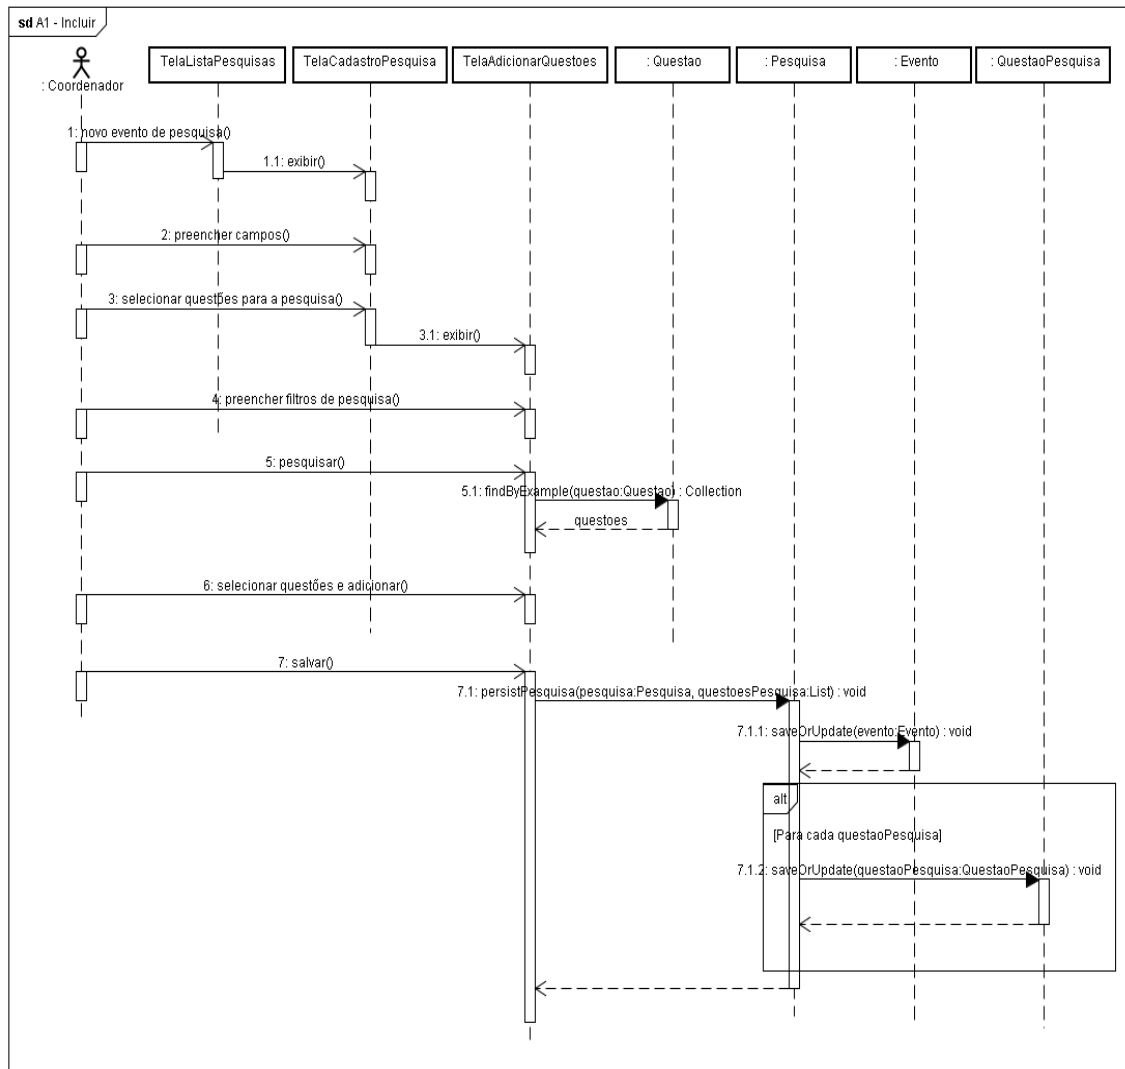 sd A1 - Incluir
: Coordenador
TelaListaPesquisas
TelaCadastroPesquisa
TelaAdicionarQuestoes
: Questao
: Pesquisa
: Evento
: QuestaoPesquisa
1: novo evento de pesquisa()
1.1: exibir()
2: preencher campos()
3: selecionar questões para a pesquisa()
3.1: exibir()
4: preencher filtros de pesquisa()
5: pesquisar()
5.1: findByExample(questao:Questao) : Collection
questoes
6: selecionar questões e adicionar()
7: salvar()
7.1: persistPesquisa(pesquisa:Pesquisa, questoesPesquisa:List) : void
7.1.1: saveOrUpdate(evento:Evento) : void
alt
[Para cada questaoPesquisa]
7.1.2: saveOrUpdate(questaoPesquisa:QuestaoPesquisa) : void